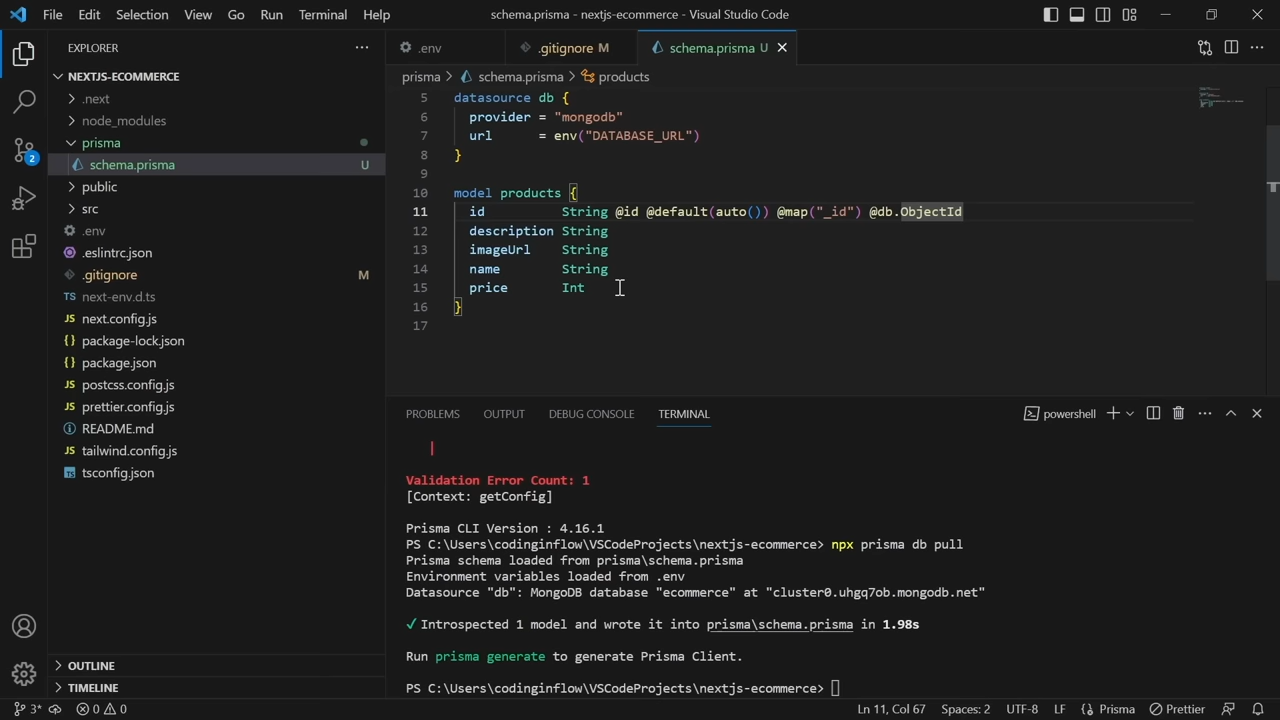 File Edit Selection View Go Run Terminal Help
schema.prisma - nextjs-ecommerce - Visual Studio Code
EXPLORER
NEXTJS-ECOMMERCE
.next
node_modules
prisma
schema.prisma U
public
src
.env
.eslintrc.json
.gitignore M
next-env.d.ts
next.config.js
package-lock.json
package.json
postcss.config.js
prettier.config.js
README.md
tailwind.config.js
tsconfig.json
OUTLINE
TIMELINE
.env
.gitignore M
schema.prisma U
prisma > schema.prisma > products
5 datasource db {
6 provider = "mongodb"
7 url = env("DATABASE_URL")
8 }
9
10 model products {
11 id String @id @default(auto()) @map("_id") @db.ObjectId
12 description String
13 imageUrl String
14 name String
15 price Int
16 }
17
PROBLEMS OUTPUT DEBUG CONSOLE TERMINAL
powershell
|
Validation Error Count: 1
[Context: getConfig]
Prisma CLI Version : 4.16.1
PS C:\Users\codinginflow\VSCodeProjects\nextjs-ecommerce> npx prisma db pull
Prisma schema loaded from prisma\schema.prisma
Environment variables loaded from .env
Datasource "db": MongoDB database "ecommerce" at "cluster0.uhgq7ob.mongodb.net"
✓ Introspected 1 model and wrote it into prisma\schema.prisma in 1.98s
Run prisma generate to generate Prisma Client.
PS C:\Users\codinginflow\VSCodeProjects\nextjs-ecommerce>
2
3* 0 0
Ln 11, Col 67 Spaces: 2 UTF-8 LF Prisma Prettier